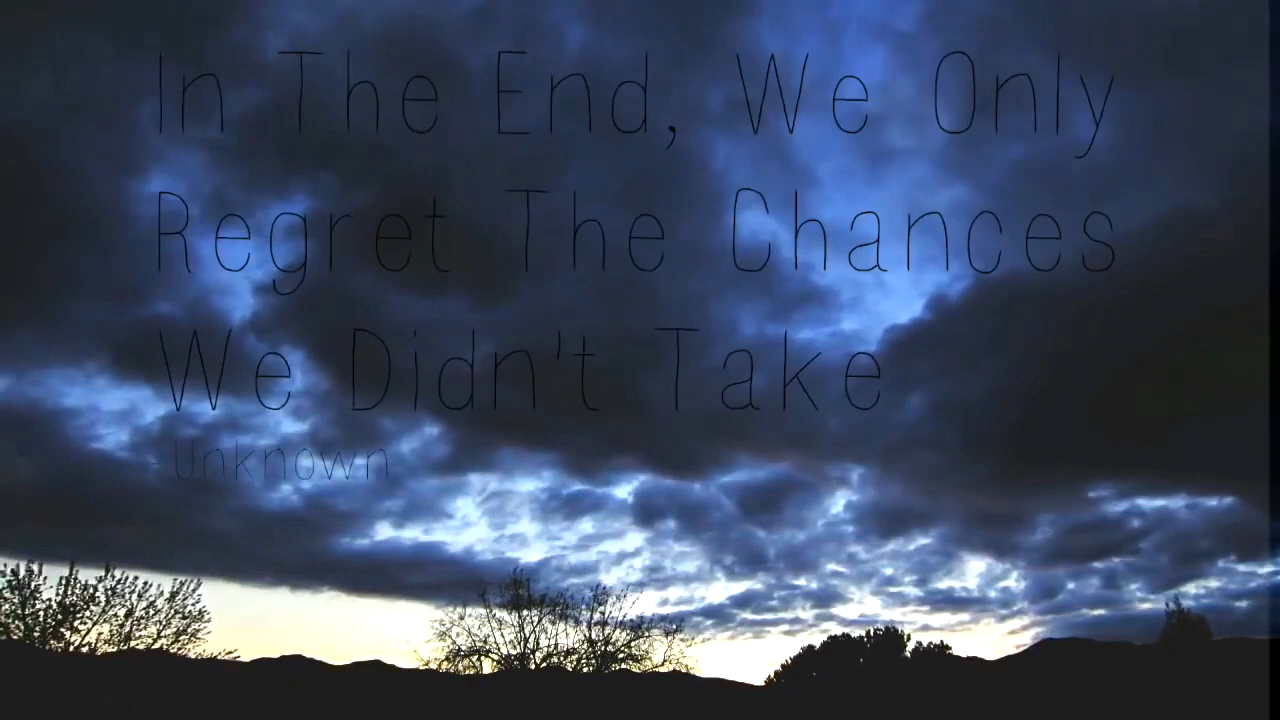 In The End, We Only
Regret The Chances
We Didn't Take
Unknown